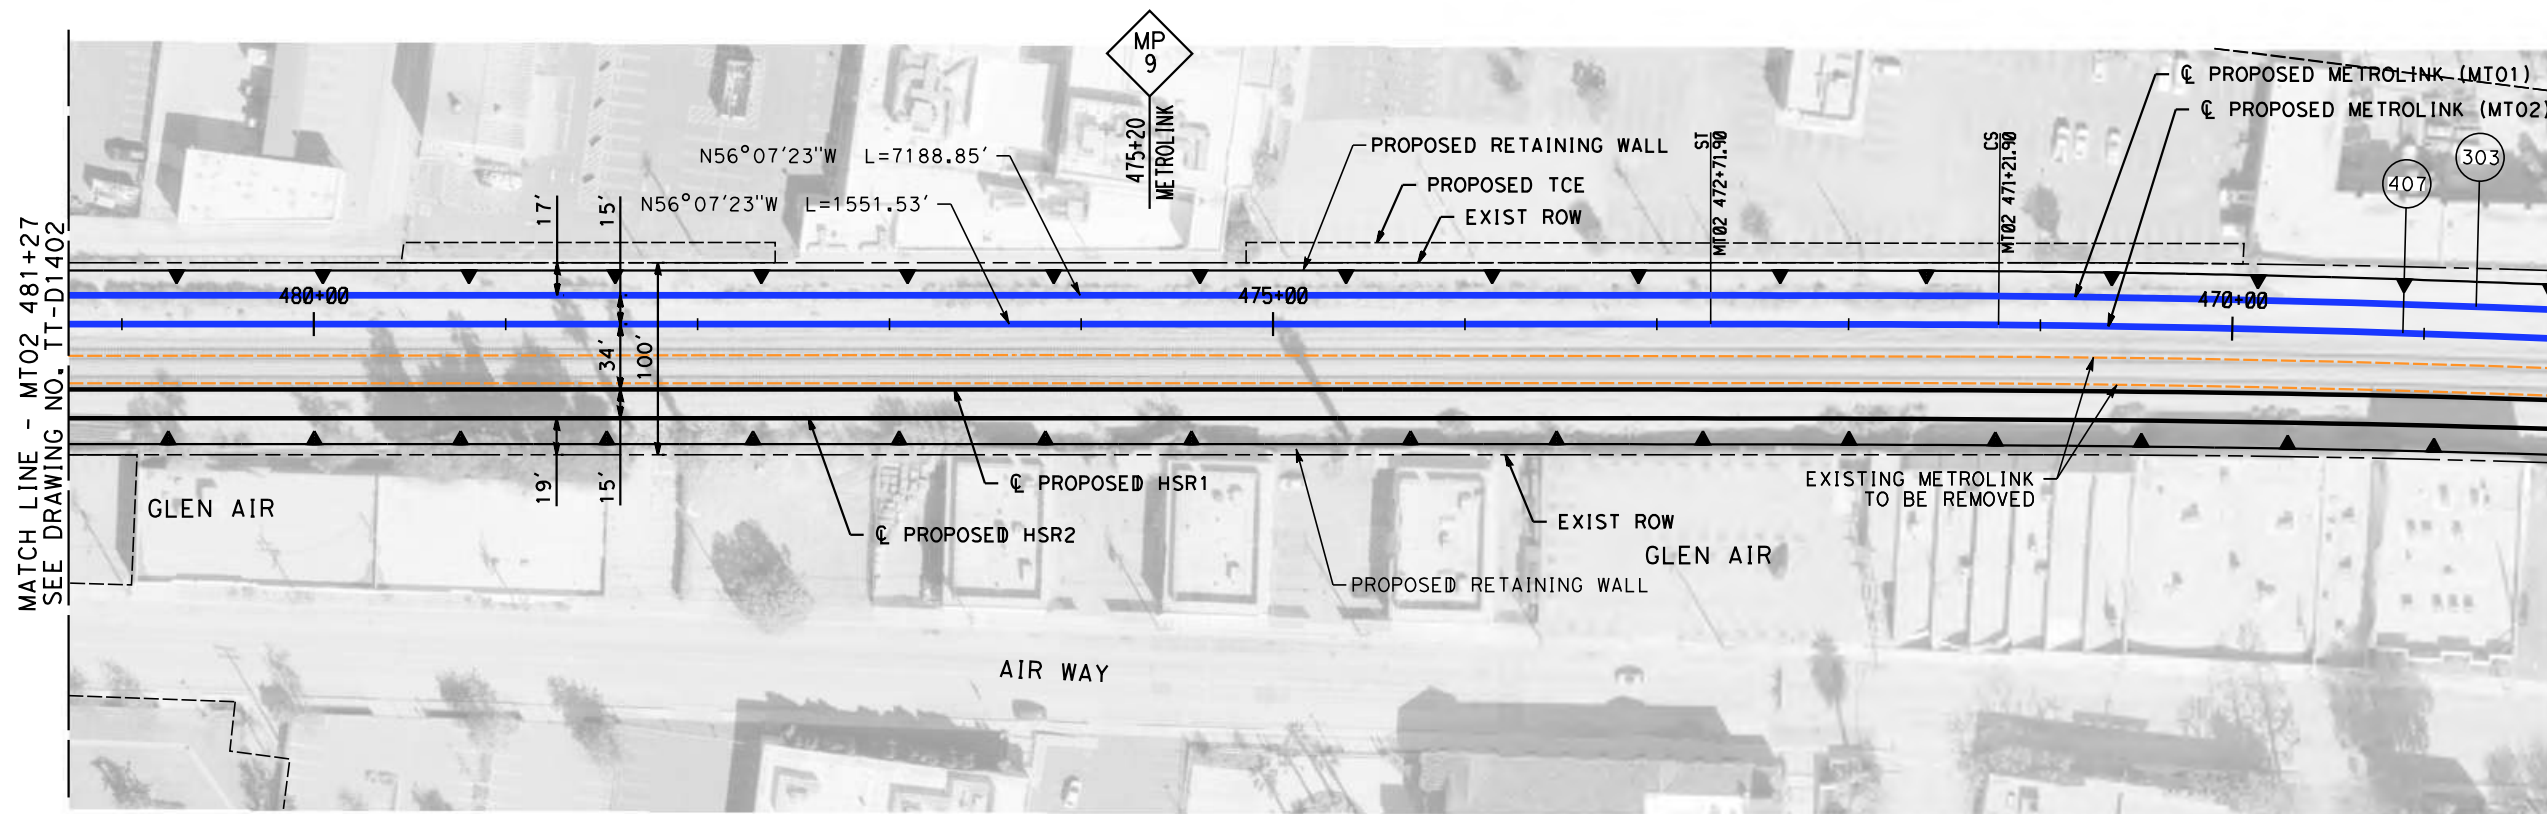 MATCH LINE - MT02 481+27
SEE DRAWING NO. TT-D1402
MP
9
475+20
METROLINK
N56°07'23"W L=7188.85'
N56°07'23"W L=1551.53'
17'
15'
34'
100'
19'
15'
PROPOSED RETAINING WALL
PROPOSED TCE
EXIST ROW
ST
MT02 472+71.90
CS
MT02 471+21.90
℄ PROPOSED METROLINK (MT01)
℄ PROPOSED METROLINK (MT02)
407
303
480+00
475+00
470+00
℄ PROPOSED HSR1
℄ PROPOSED HSR2
EXISTING METROLINK
TO BE REMOVED
EXIST ROW
PROPOSED RETAINING WALL
GLEN AIR
GLEN AIR
AIR WAY